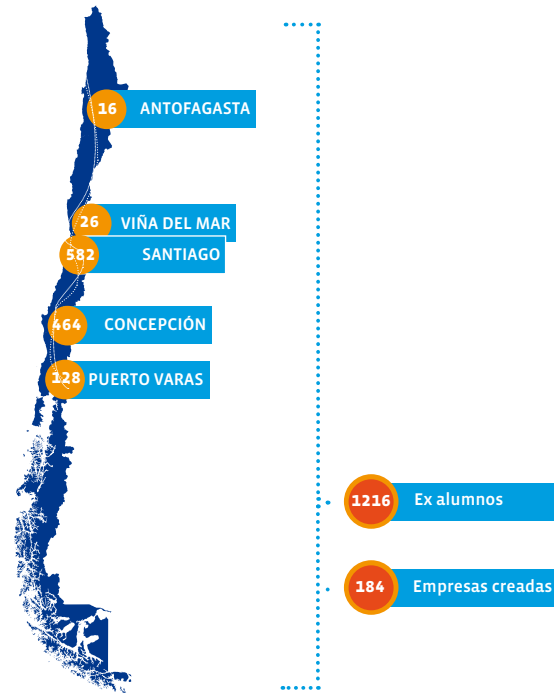 16 ANTOFAGASTA
26 VIÑA DEL MAR
582 SANTIAGO
464 CONCEPCIÓN
128 PUERTO VARAS
1216 Ex alumnos
184 Empresas creadas